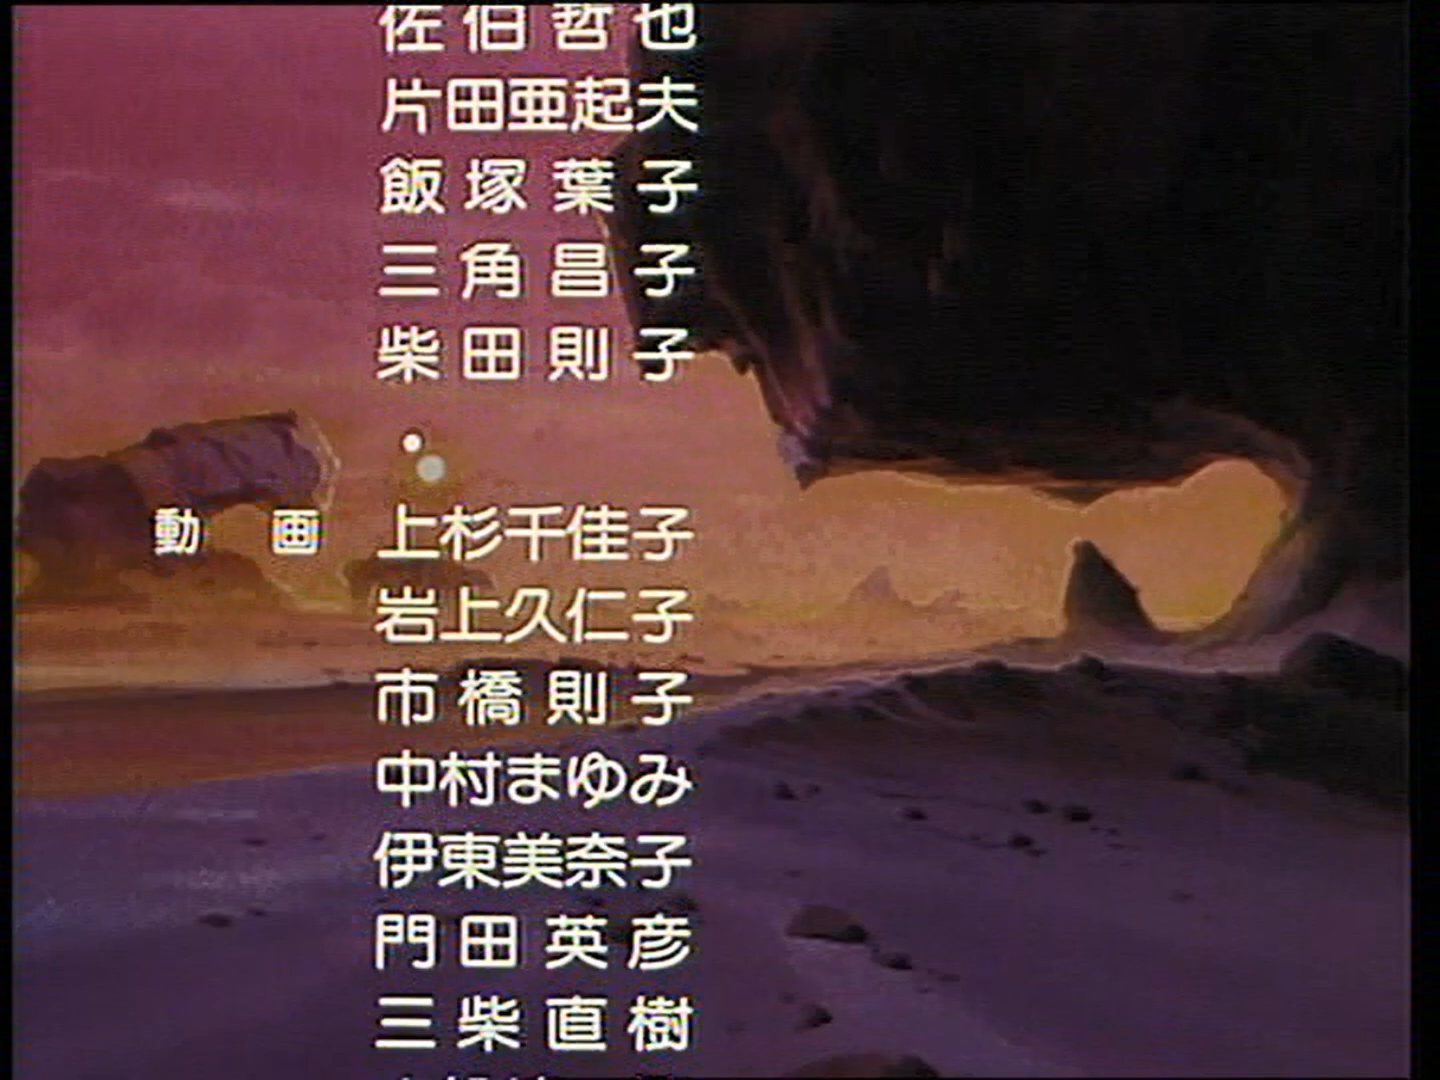 佐伯哲也
片田亜起夫
飯塚葉子
三角昌子
柴田則子
動画 上杉千佳子
岩上久仁子
市橋則子
中村まゆみ
伊東美奈子
門田英彦
三柴直樹